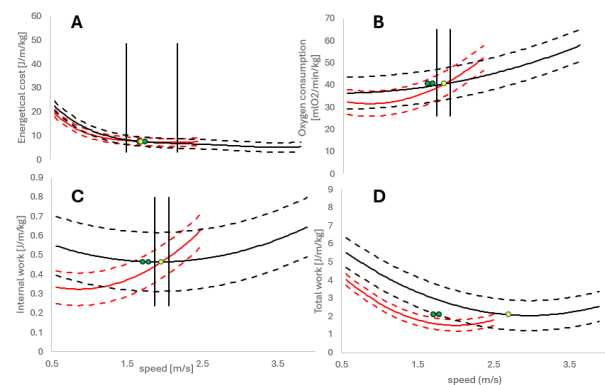 A
Energetical cost [J/m/kg]
60
50
40
30
20
10
0
B
Oxygen consumption
[mlO2/min/kg]
70
60
50
40
30
20
10
0
C
Internal work [J/m/kg]
0.9
0.8
0.7
0.6
0.5
0.4
0.3
0.2
0.1
0
0.5 1.5 2.5 3.5
speed [m/s]
D
Total work [J/m/kg]
9
8
7
6
5
4
3
2
1
0
0.5 1.5 2.5 3.5
speed (m/s)